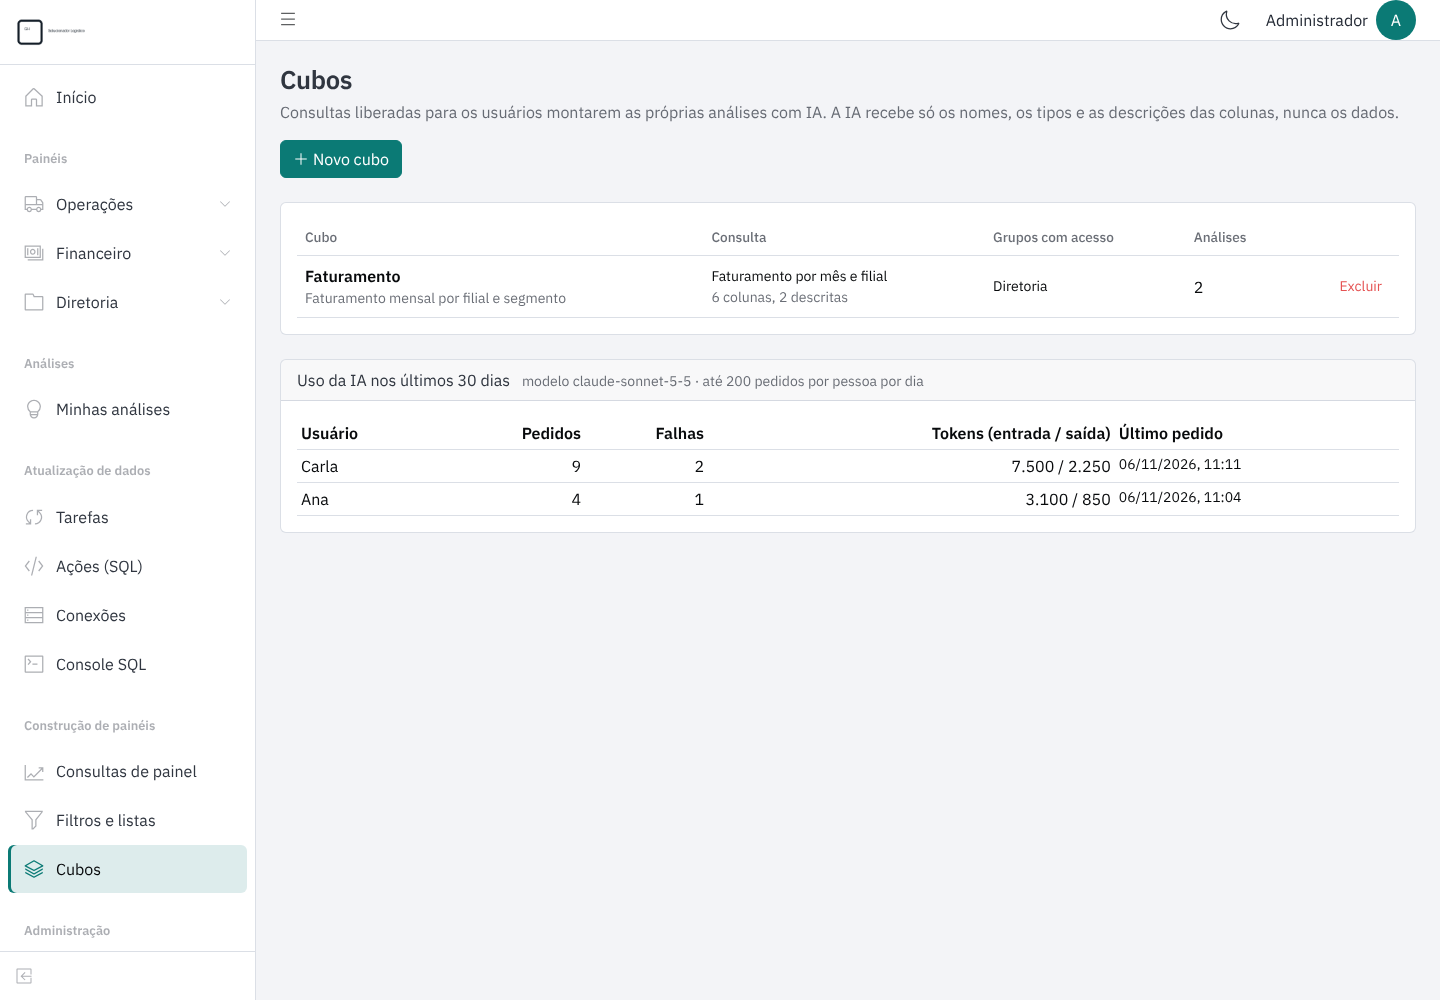 Início
Painéis
Operações
Financeiro
Diretoria
Análises
Minhas análises
Atualização de dados
Tarefas
Ações (SQL)
Conexões
Console SQL
Construção de painéis
Consultas de painel
Filtros e listas
Cubos
Administração
Administrador A
Cubos
Consultas liberadas para os usuários montarem as próprias análises com IA. A IA recebe só os nomes, os tipos e as descrições das colunas, nunca os dados.
+ Novo cubo
Cubo Consulta Grupos com acesso Análises
Faturamento Faturamento por mês e filial Diretoria 2 Excluir
Faturamento mensal por filial e segmento 6 colunas, 2 descritas
Uso da IA nos últimos 30 dias modelo claude-sonnet-5-5 · até 200 pedidos por pessoa por dia
Usuário Pedidos Falhas Tokens (entrada / saída) Último pedido
Carla 9 2 7.500 / 2.250 06/11/2026, 11:11
Ana 4 1 3.100 / 850 06/11/2026, 11:04